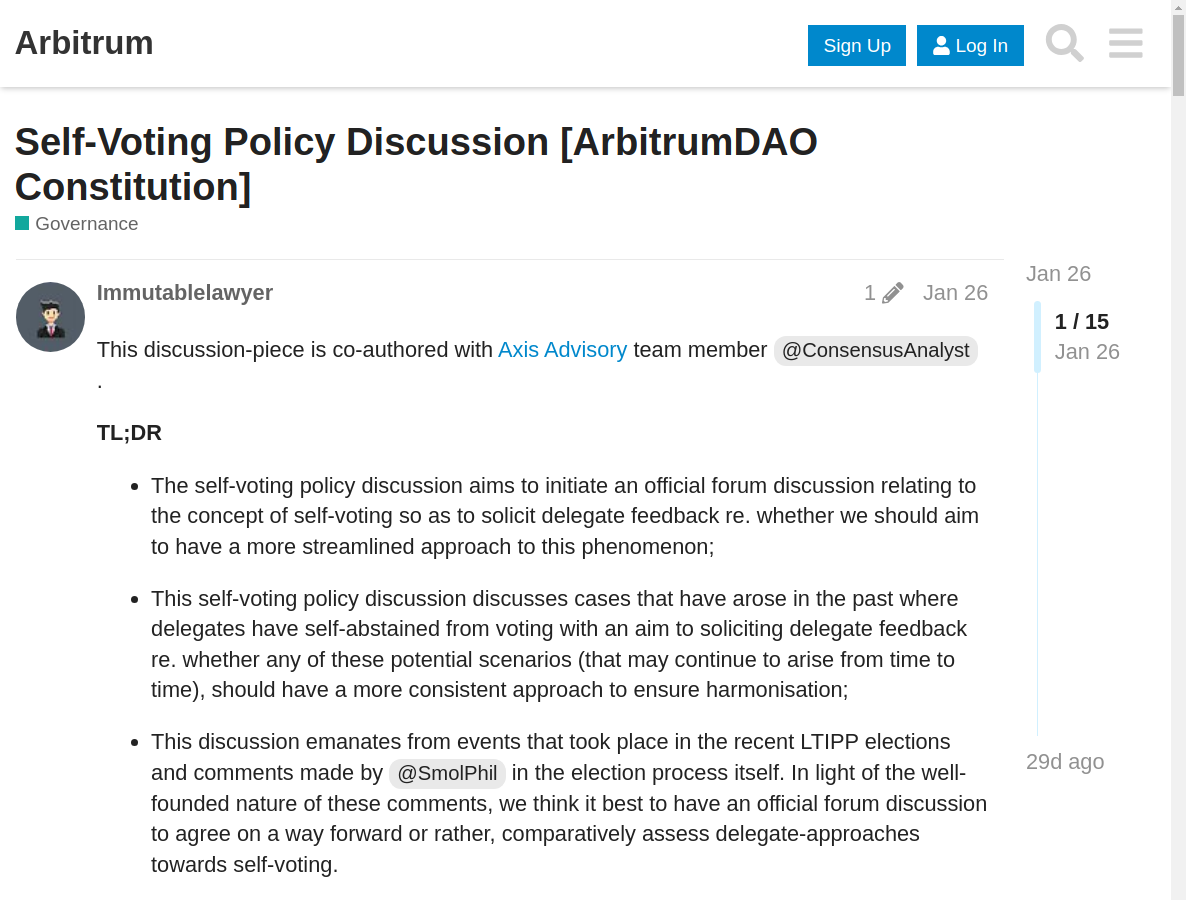 Arbitrum
Sign Up
Log In
Self-Voting Policy Discussion [ArbitrumDAO
Constitution]
Governance
Immutablelawyer
1
Jan 26
This discussion-piece is co-authored with Axis Advisory team member @ConsensusAnalyst
.
TL;DR
• The self-voting policy discussion aims to initiate an official forum discussion relating to
the concept of self-voting so as to solicit delegate feedback re. whether we should aim
to have a more streamlined approach to this phenomenon;
• This self-voting policy discussion discusses cases that have arose in the past where
delegates have self-abstained from voting with an aim to soliciting delegate feedback
re. whether any of these potential scenarios (that may continue to arise from time to
time), should have a more consistent approach to ensure harmonisation;
• This discussion emanates from events that took place in the recent LTIPP elections
and comments made by @SmolPhil in the election process itself. In light of the well-
founded nature of these comments, we think it best to have an official forum discussion
to agree on a way forward or rather, comparatively assess delegate-approaches
towards self-voting.
Jan 26
1 / 15
Jan 26
29d ago